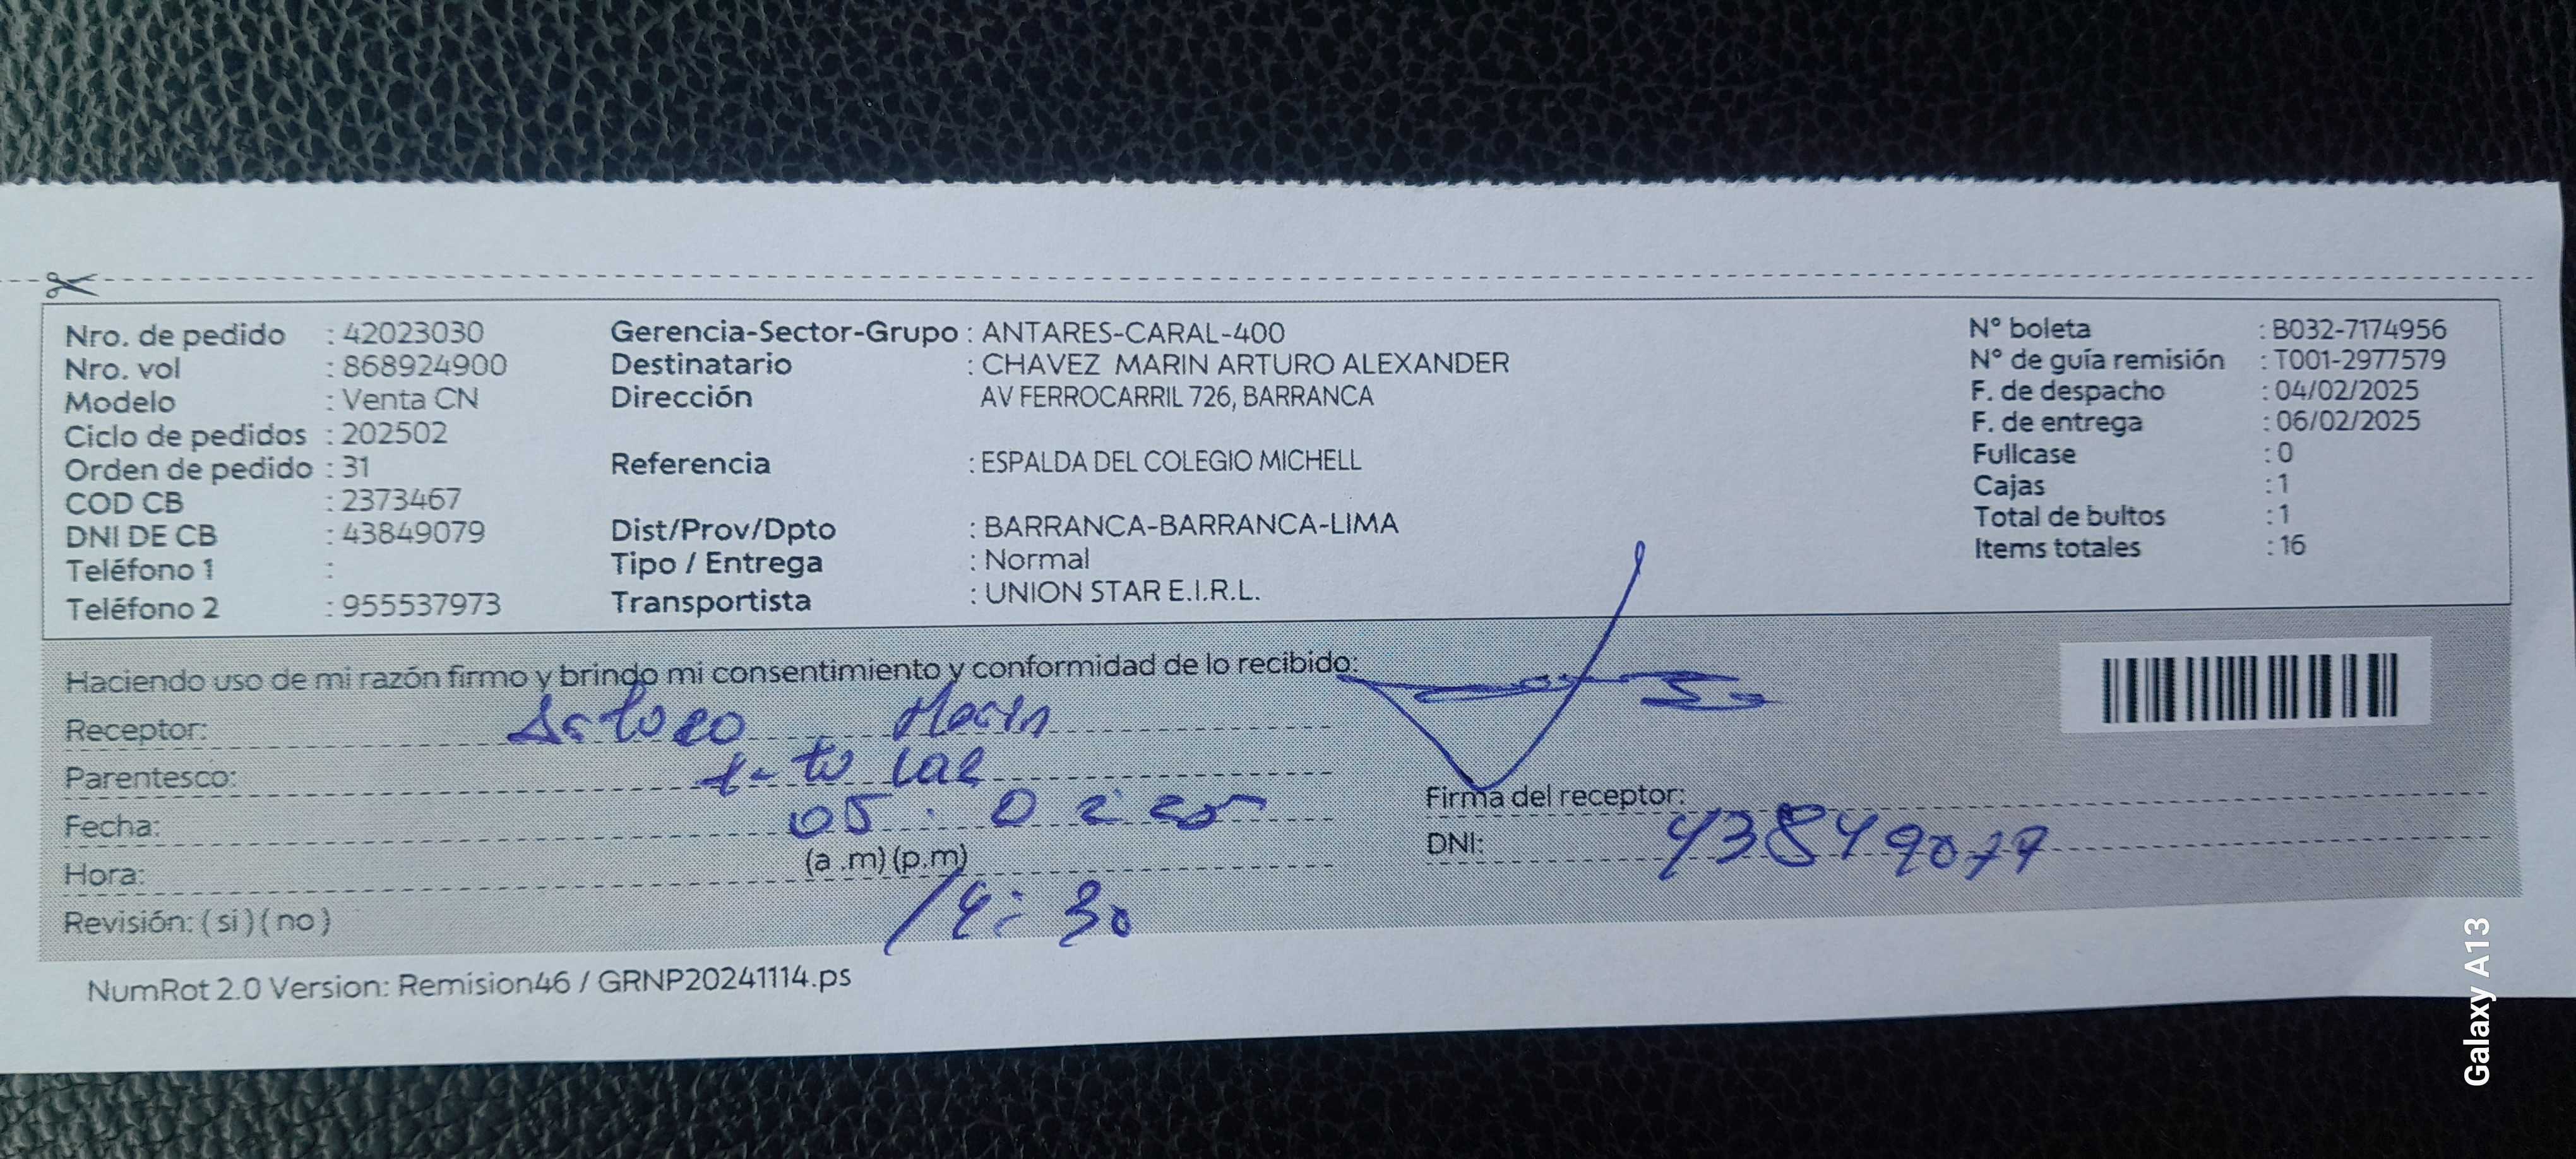 Nro. de pedido : 42023030
Nro. vol : 868924900
Modelo : Venta CN
Ciclo de pedidos : 202502
Orden de pedido : 31
COD CB : 2373467
DNI DE CB : 43849079
Teléfono 1 :
Teléfono 2 : 955537973
Gerencia-Sector-Grupo : ANTARES-CARAL-400
Destinatario : CHAVEZ MARIN ARTURO ALEXANDER
Dirección AV FERROCARRIL 726, BARRANCA
Referencia : ESPALDA DEL COLEGIO MICHELL
Dist/Prov/Dpto : BARRANCA-BARRANCA-LIMA
Tipo / Entrega : Normal
Transportista : UNION STAR E.I.R.L.
N° boleta : B032-7174956
N° de guía remisión : T001-2977579
F. de despacho : 04/02/2025
F. de entrega : 06/02/2025
Fullcase : 0
Cajas : 1
Total de bultos : 1
Items totales : 16
Haciendo uso de mi razón firmo y brindo mi consentimiento y conformidad de lo recibido:
Receptor: Arturo Marin
Parentesco:
Fecha: 05. 02 25
Hora: (a .m) (p.m)
14: 30
Revisión: ( si ) ( no )
Firma del receptor:
DNI: 43849079
NumRot 2.0 Version: Remision46 / GRNP20241114.ps
Galaxy A13